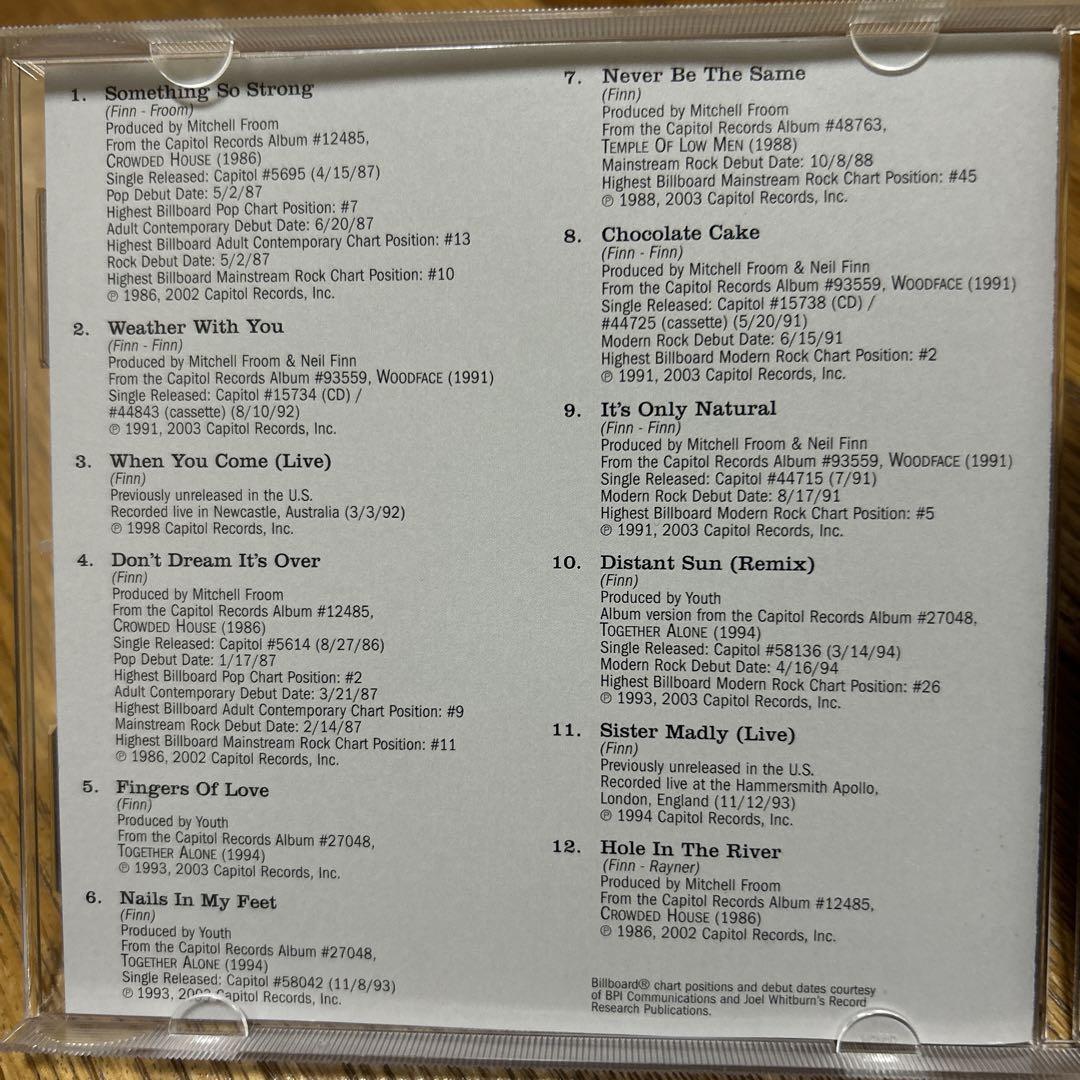 1. Something So Strong
(Finn - Froom)
Produced by Mitchell Froom
From the Capitol Records Album #12485,
CROWDED HOUSE (1986)
Single Released: Capitol #5695 (4/15/87)
Pop Debut Date: 5/2/87
Highest Billboard Pop Chart Position: #7
Adult Contemporary Debut Date: 6/20/87
Highest Billboard Adult Contemporary Chart Position: #13
Rock Debut Date: 5/2/87
Highest Billboard Mainstream Rock Chart Position: #10
℗ 1986, 2002 Capitol Records, Inc.
2. Weather With You
(Finn - Finn)
Produced by Mitchell Froom & Neil Finn
From the Capitol Records Album #93559, WOODFACE (1991)
Single Released: Capitol #15734 (CD) /
#44843 (cassette) (8/10/92)
℗ 1991, 2003 Capitol Records, Inc.
3. When You Come (Live)
(Finn)
Previously unreleased in the U.S.
Recorded live in Newcastle, Australia (3/3/92)
℗ 1998 Capitol Records, Inc.
4. Don't Dream It's Over
(Finn)
Produced by Mitchell Froom
From the Capitol Records Album #12485,
CROWDED HOUSE (1986)
Single Released: Capitol #5614 (8/27/86)
Pop Debut Date: 1/17/87
Highest Billboard Pop Chart Position: #2
Adult Contemporary Debut Date: 3/21/87
Highest Billboard Adult Contemporary Chart Position: #9
Mainstream Rock Debut Date: 2/14/87
Highest Billboard Mainstream Rock Chart Position: #11
℗ 1986, 2002 Capitol Records, Inc.
5. Fingers Of Love
(Finn)
Produced by Youth
From the Capitol Records Album #27048,
TOGETHER ALONE (1994)
℗ 1993, 2003 Capitol Records, Inc.
6. Nails In My Feet
(Finn)
Produced by Youth
From the Capitol Records Album #27048,
TOGETHER ALONE (1994)
Single Released: Capitol #58042 (11/8/93)
℗ 1993, 2003 Capitol Records, Inc.
7. Never Be The Same
(Finn)
Produced by Mitchell Froom
From the Capitol Records Album #48763,
TEMPLE OF LOW MEN (1988)
Mainstream Rock Debut Date: 10/8/88
Highest Billboard Mainstream Rock Chart Position: #45
℗ 1988, 2003 Capitol Records, Inc.
8. Chocolate Cake
(Finn - Finn)
Produced by Mitchell Froom & Neil Finn
From the Capitol Records Album #93559, WOODFACE (1991)
Single Released: Capitol #15738 (CD) /
#44725 (cassette) (5/20/91)
Modern Rock Debut Date: 6/15/91
Highest Billboard Modern Rock Chart Position: #2
℗ 1991, 2003 Capitol Records, Inc.
9. It's Only Natural
(Finn - Finn)
Produced by Mitchell Froom & Neil Finn
From the Capitol Records Album #93559, WOODFACE (1991)
Single Released: Capitol #44715 (7/91)
Modern Rock Debut Date: 8/17/91
Highest Billboard Modern Rock Chart Position: #5
℗ 1991, 2003 Capitol Records, Inc.
10. Distant Sun (Remix)
(Finn)
Produced by Youth
Album version from the Capitol Records Album #27048,
TOGETHER ALONE (1994)
Single Released: Capitol #58136 (3/14/94)
Modern Rock Debut Date: 4/16/94
Highest Billboard Modern Rock Chart Position: #26
℗ 1993, 2003 Capitol Records, Inc.
11. Sister Madly (Live)
(Finn)
Previously unreleased in the U.S.
Recorded live at the Hammersmith Apollo,
London, England (11/12/93)
℗ 1994 Capitol Records, Inc.
12. Hole In The River
(Finn - Rayner)
Produced by Mitchell Froom
From the Capitol Records Album #12485,
CROWDED HOUSE (1986)
℗ 1986, 2002 Capitol Records, Inc.
Billboard® chart positions and debut dates courtesy
of BPI Communications and Joel Whitburn's Record
Research Publications.